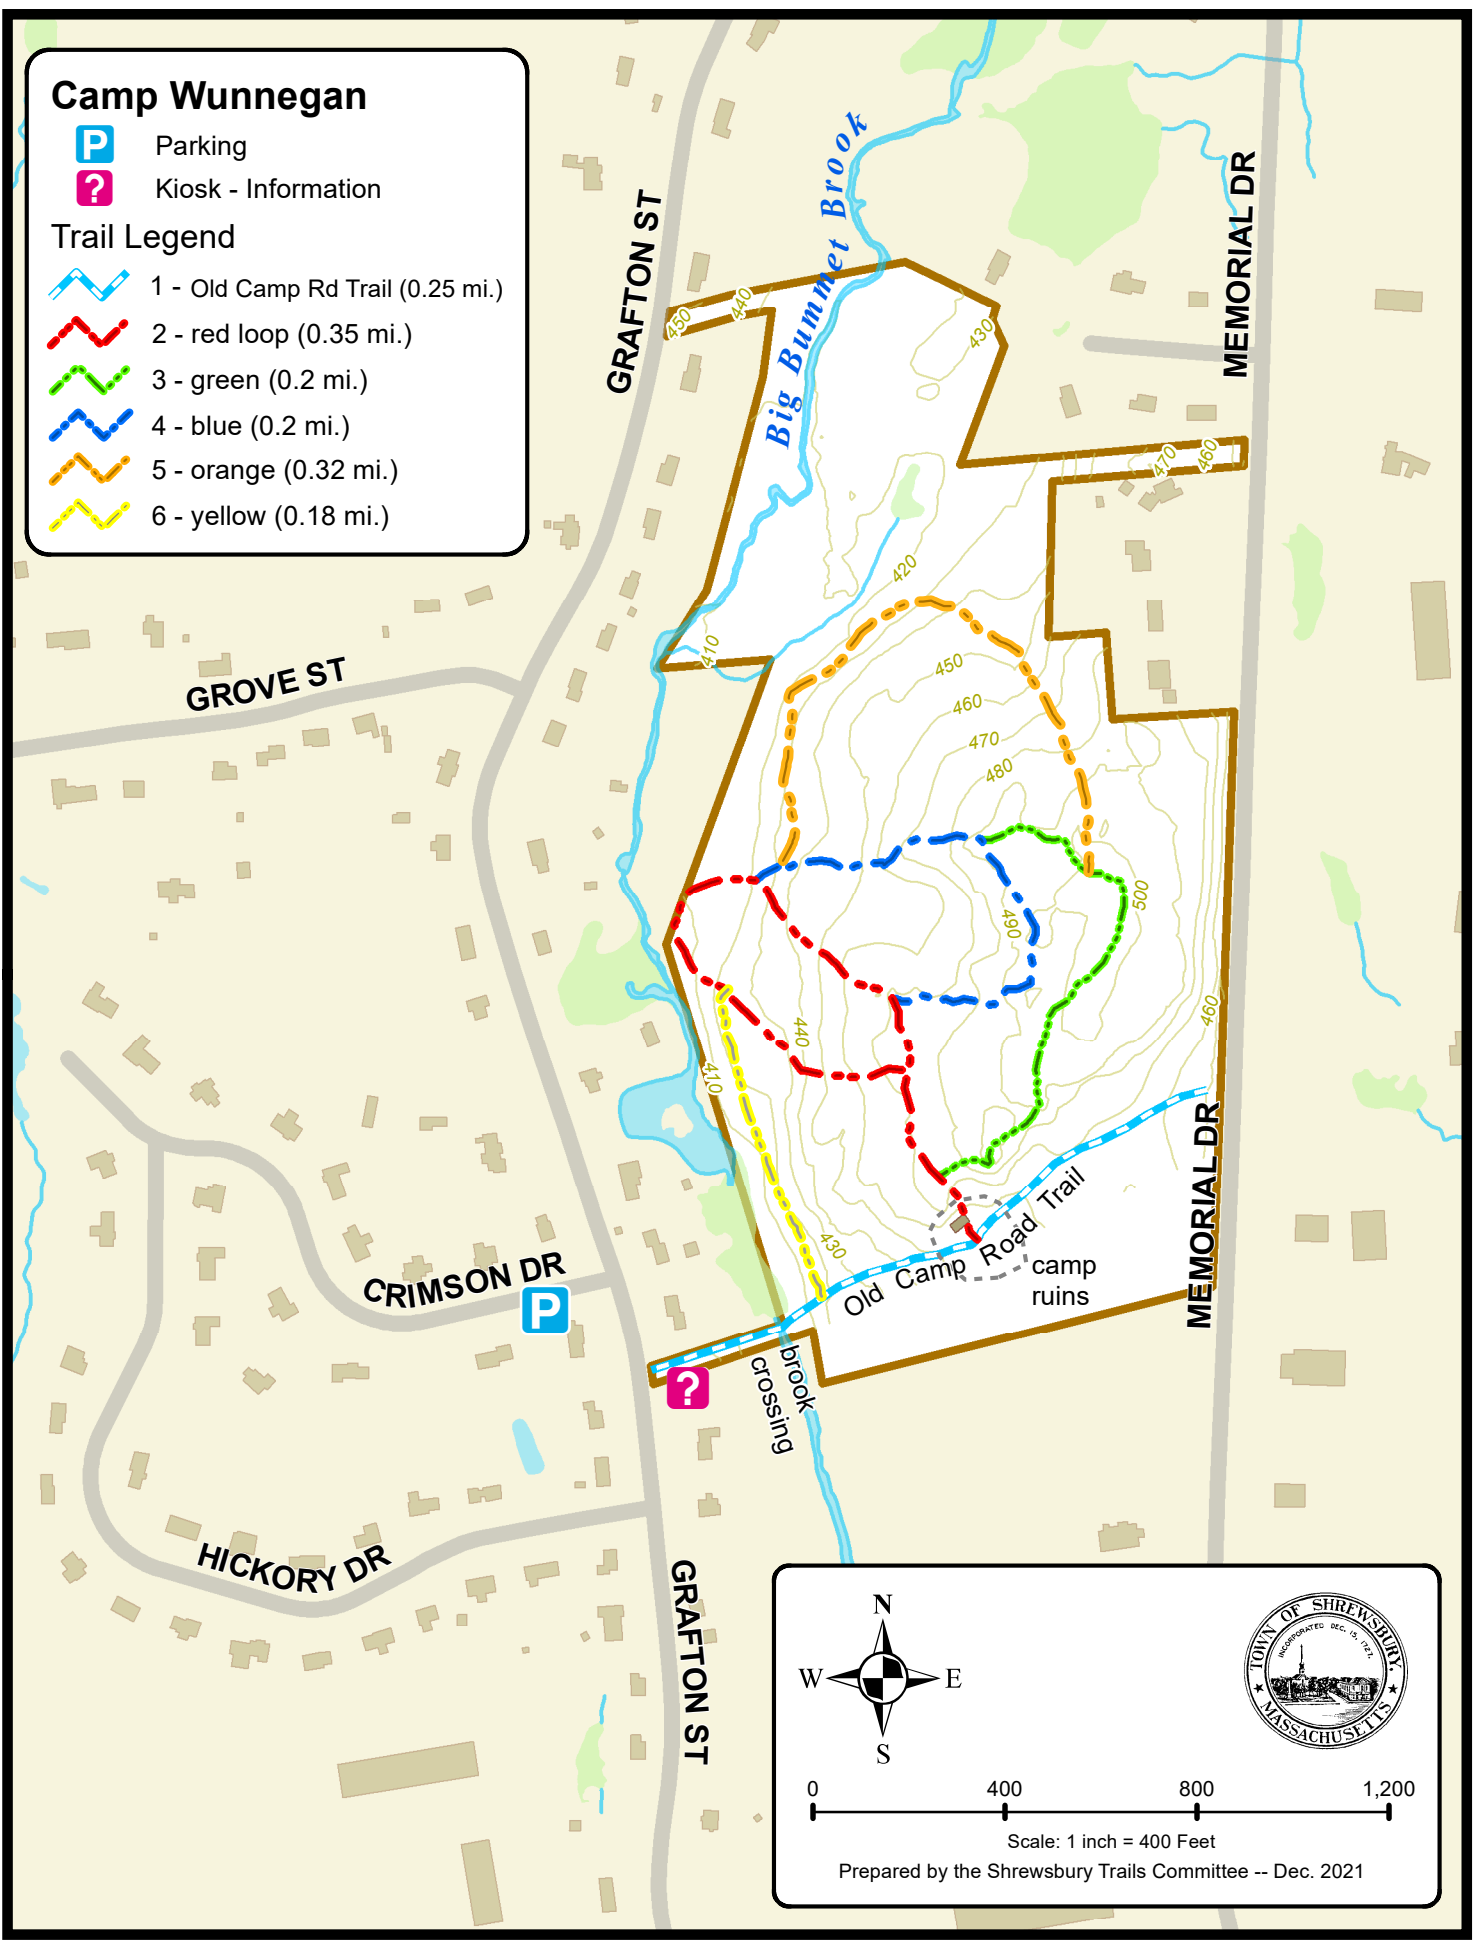 Camp Wunnegan
P Parking
? Kiosk - Information
Trail Legend
1 - Old Camp Rd Trail (0.25 mi.)
2 - red loop (0.35 mi.)
3 - green (0.2 mi.)
4 - blue (0.2 mi.)
5 - orange (0.32 mi.)
6 - yellow (0.18 mi.)
Big Bummet Brook
GRAFTON ST
MEMORIAL DR
450
440
430
470
460
420
410
450
460
470
480
GROVE ST
500
490
460
440
410
430
MEMORIAL DR
Old Camp Road Trail
camp
ruins
CRIMSON DR
P
?
brook
crossing
HICKORY DR
GRAFTON ST
N
W E
S
TOWN OF SHREWSBURY,
INCORPORATED DEC. 15, 1727.
MASSACHUSETTS
0 400 800 1,200
Scale: 1 inch = 400 Feet
Prepared by the Shrewsbury Trails Committee -- Dec. 2021